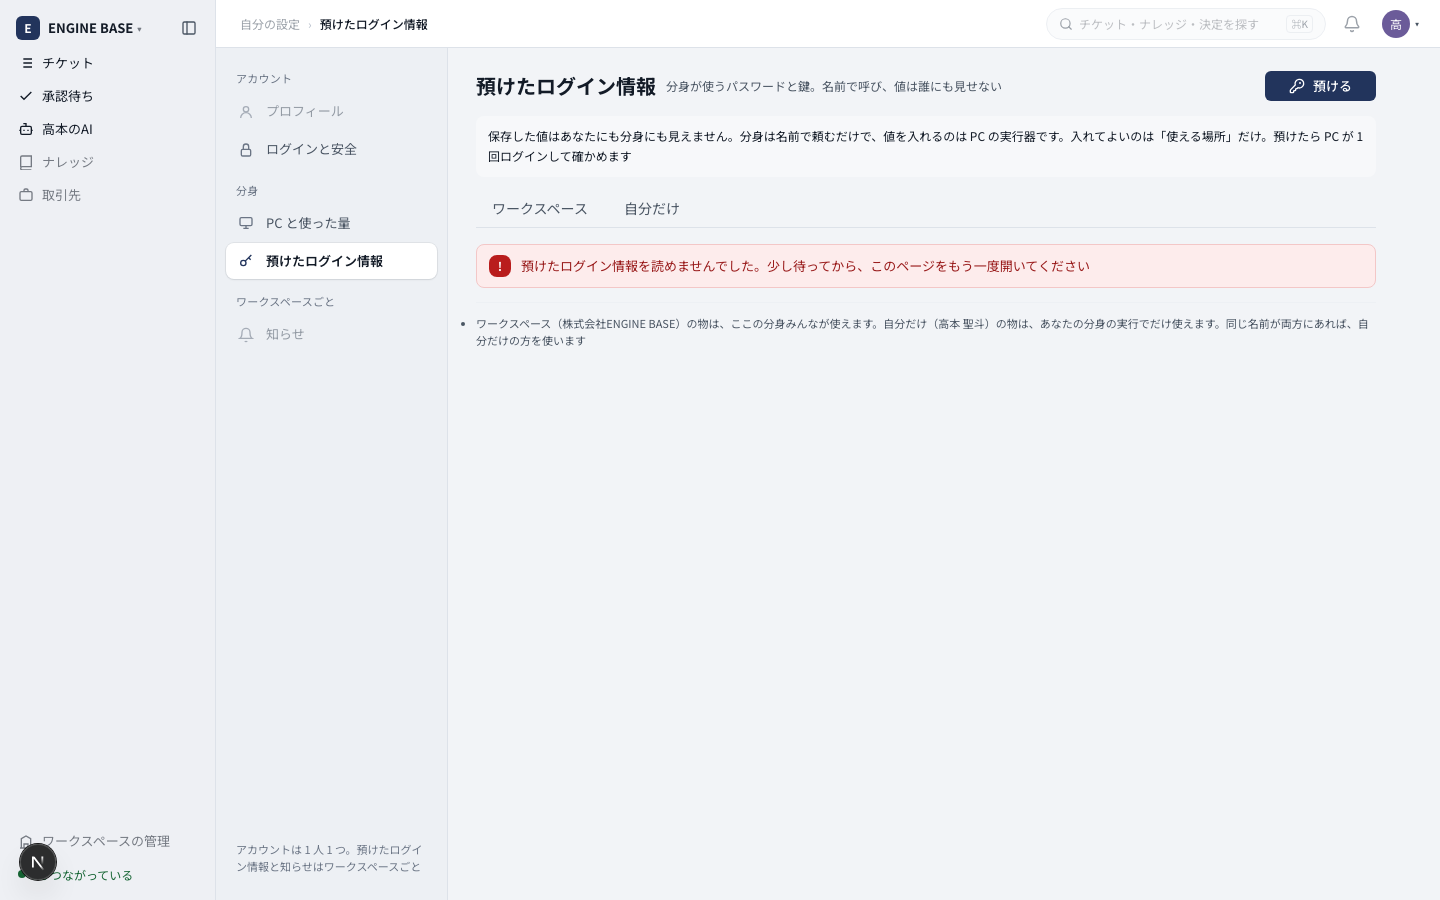 E ENGINE BASE
チケット
承認待ち
高本のAI
ナレッジ
取引先
ワークスペースの管理
つながっている
N
自分の設定 › 預けたログイン情報
チケット・ナレッジ・決定を探す ⌘K
高
アカウント
プロフィール
ログインと安全
分身
PC と使った量
預けたログイン情報
ワークスペースごと
知らせ
アカウントは 1 人 1 つ。預けたログイ
ン情報と知らせはワークスペースごと
預けたログイン情報 分身が使うパスワードと鍵。名前で呼び、値は誰にも見せない
預ける
保存した値はあなたにも分身にも見えません。分身は名前で頼むだけで、値を入れるのは PC の実行器です。入れてよいのは「使える場所」だけ。預けたら PC が 1
回ログインして確かめます
ワークスペース 自分だけ
! 預けたログイン情報を読めませんでした。少し待ってから、このページをもう一度開いてください
• ワークスペース（株式会社ENGINE BASE）の物は、ここの分身みんなが使えます。自分だけ（高本 聖斗）の物は、あなたの分身の実行でだけ使えます。同じ名前が両方にあれば、自
分だけの方を使います